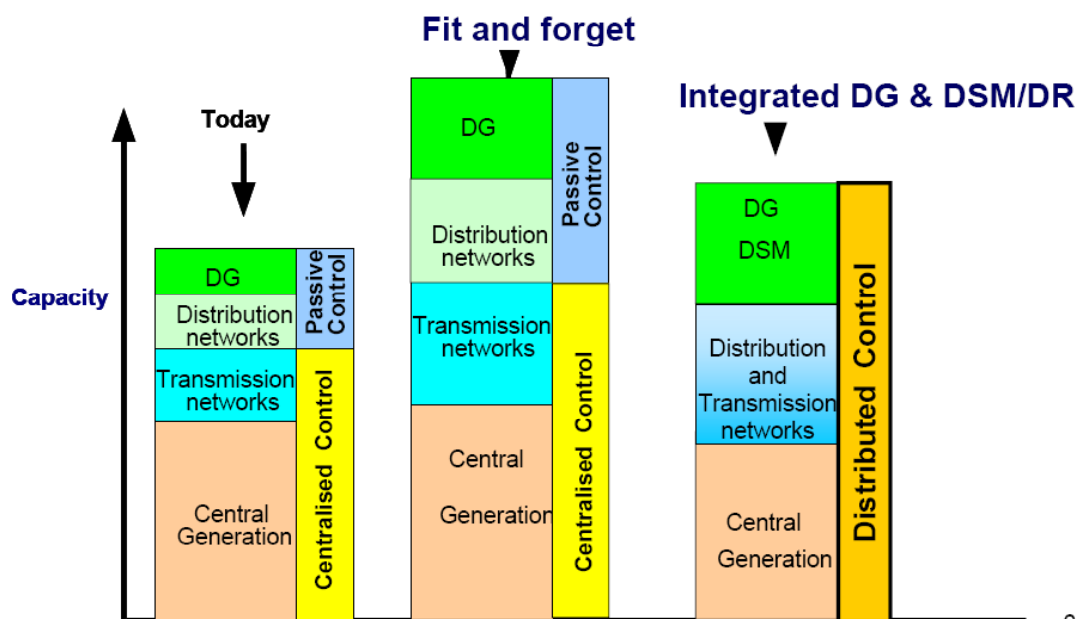 Fit and forget
Integrated DG & DSM/DR
Today
Capacity
DG
Distribution
networks
Transmission
networks
Central
Generation
Passive
Control
Centralised Control
DG
Distribution
networks
Transmission
networks
Central
Generation
Passive
Control
Centralised Control
DG
DSM
Distribution
and
Transmission
networks
Central
Generation
Distributed Control